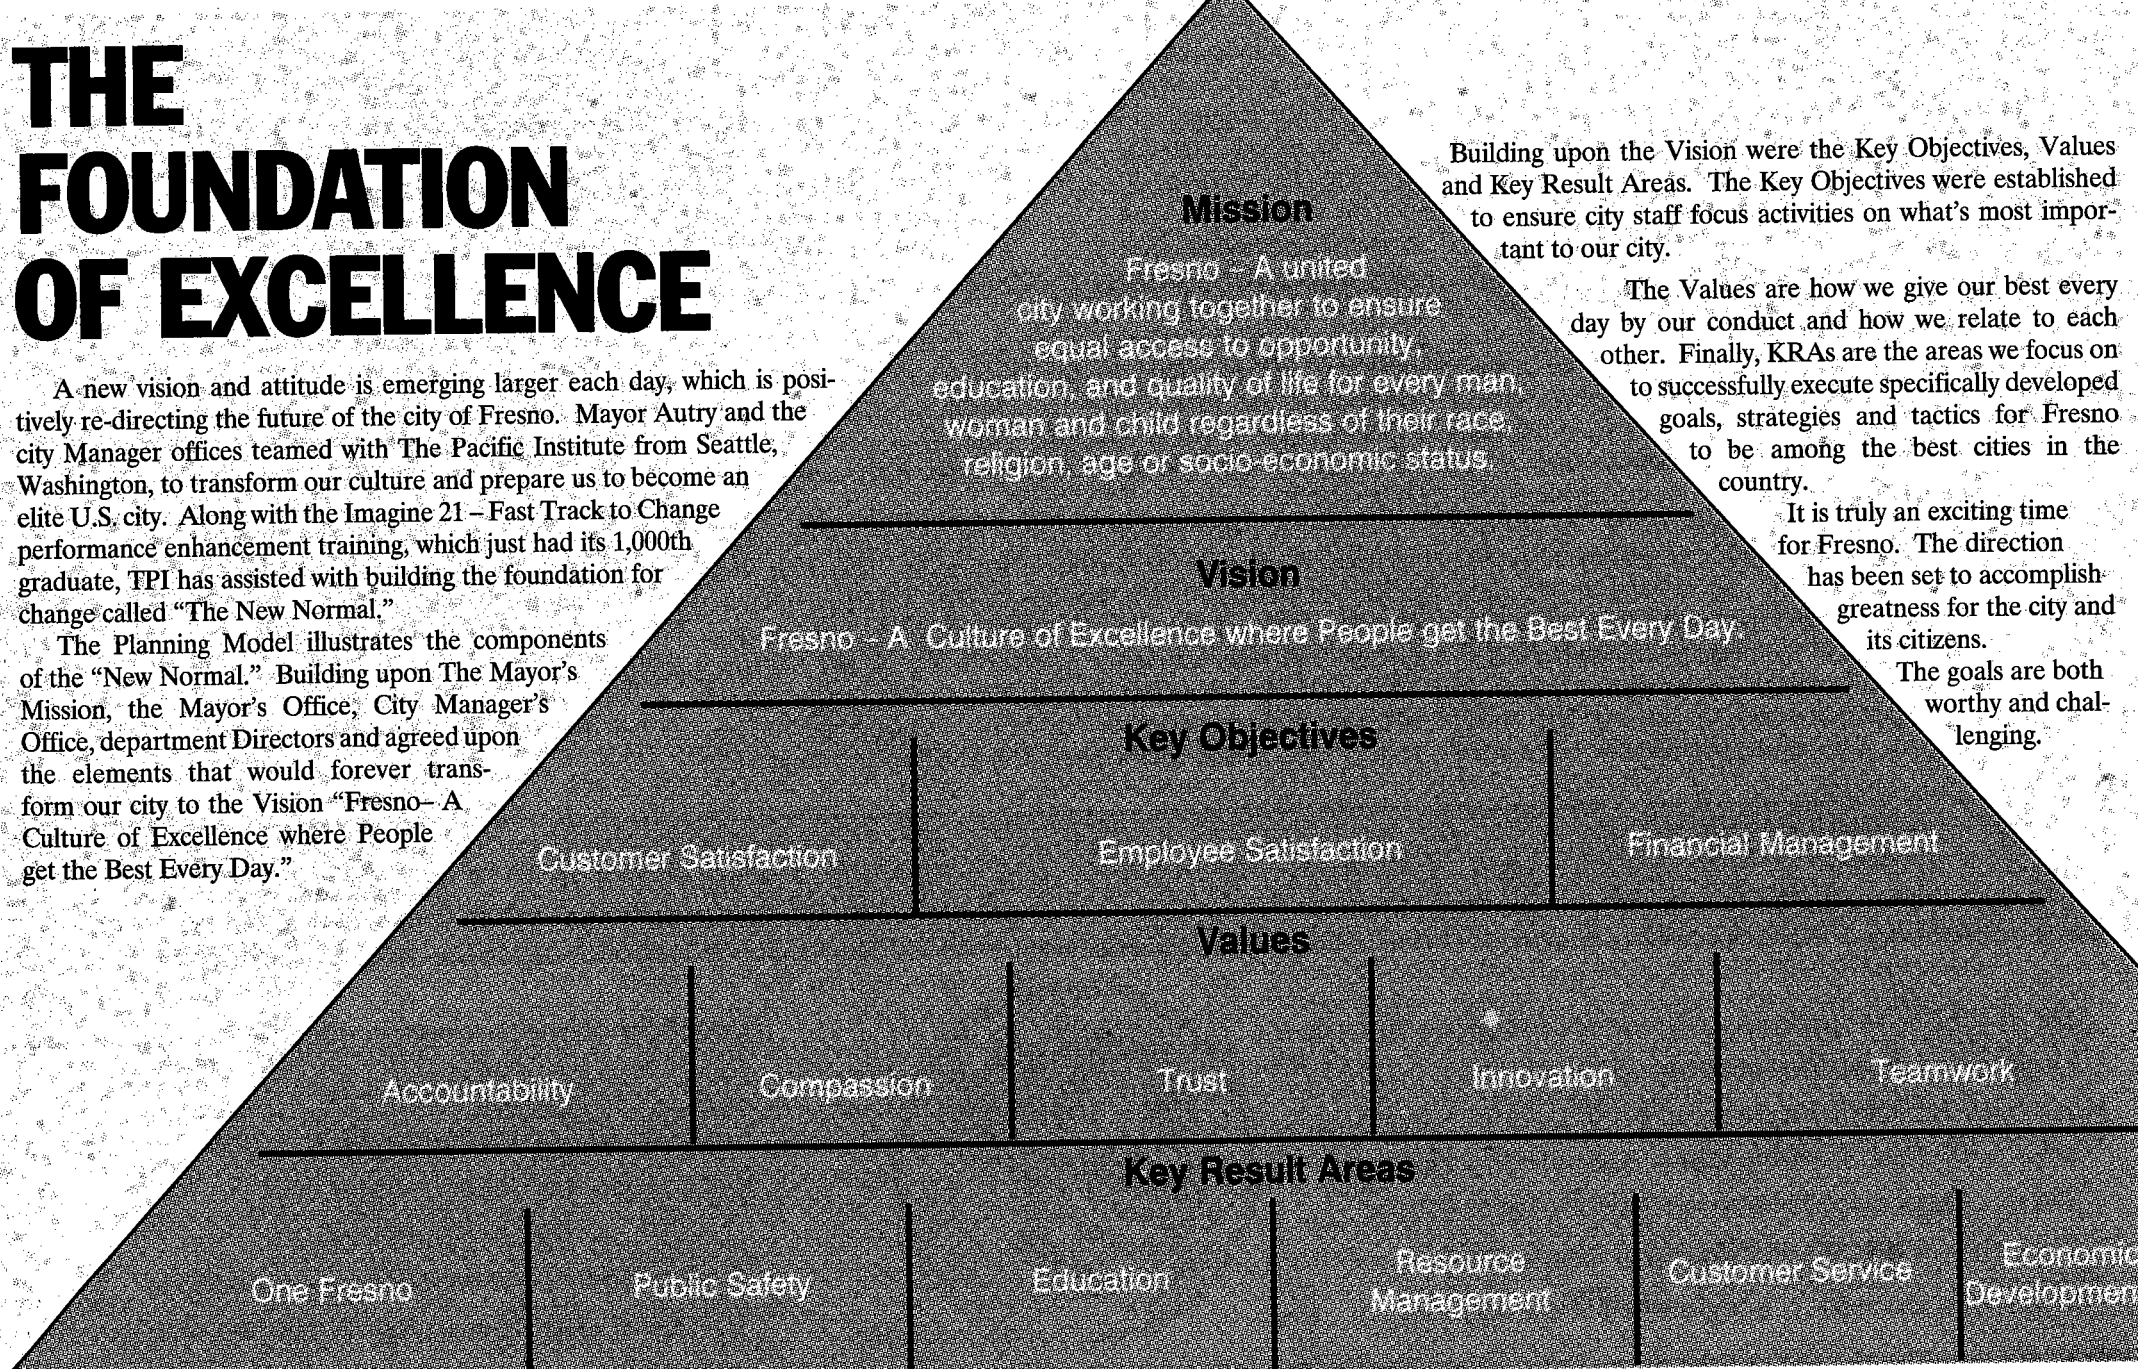 THE
FOUNDATION
OF EXCELLENCE
A new vision and attitude is emerging larger each day, which is posi-
tively re-directing the future of the city of Fresno. Mayor Autry and the
city Manager offices teamed with The Pacific Institute from Seattle,
Washington, to transform our culture and prepare us to become an
elite U.S. city. Along with the Imagine 21 – Fast Track to Change
performance enhancement training, which just had its 1,000th
graduate, TPI has assisted with building the foundation for
change called “The New Normal.”
The Planning Model illustrates the components
of the “New Normal.” Building upon The Mayor’s
Mission, the Mayor’s Office, City Manager’s
Office, department Directors and agreed upon
the elements that would forever trans-
form our city to the Vision “Fresno– A
Culture of Excellence where People
get the Best Every Day.”
Mission
Fresno – A united
city working together to ensure
equal access to opportunity,
education, and quality of life for every man,
woman and child regardless of their race,
religion, age or socio-economic status.
Vision
Fresno – A Culture of Excellence where People get the Best Every Day.
Key Objectives
Customer Satisfaction
Employee Satisfaction
Financial Management
Values
Accountability
Compassion
Trust
Innovation
Teamwork
Key Result Areas
One Fresno
Public Safety
Education
Resource
Management
Customer Service
Economic
Developmen
Building upon the Vision were the Key Objectives, Values
and Key Result Areas. The Key Objectives were established
to ensure city staff focus activities on what’s most impor-
tant to our city.
The Values are how we give our best every
day by our conduct and how we relate to each
other. Finally, KRAs are the areas we focus on
to successfully execute specifically developed
goals, strategies and tactics for Fresno
to be among the best cities in the
country.
It is truly an exciting time
for Fresno. The direction
has been set to accomplish
greatness for the city and
its citizens.
The goals are both
worthy and chal-
lenging.